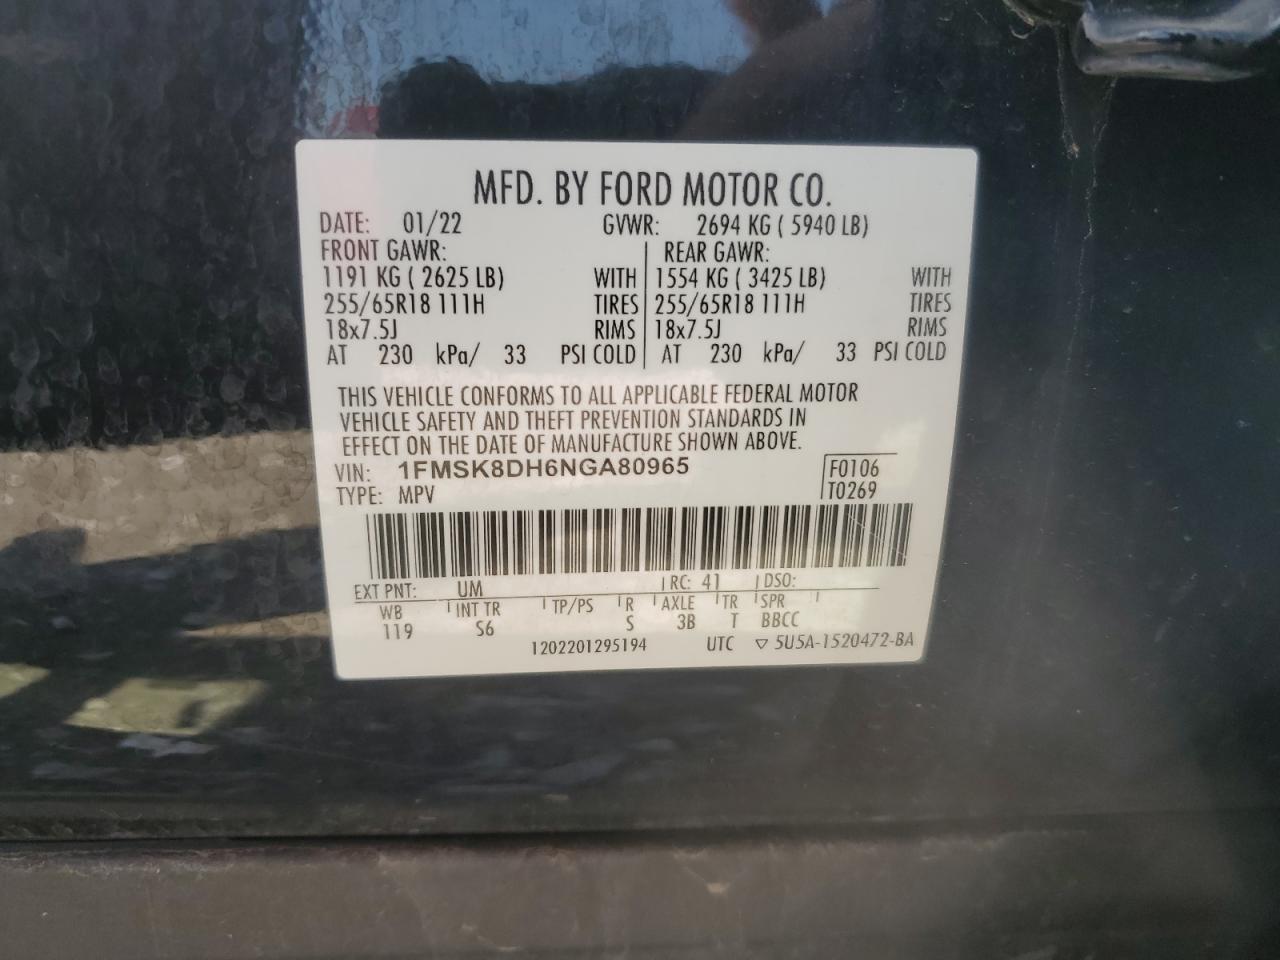 MFD. BY FORD MOTOR CO.
DATE: 01/22 GVWR: 2694 KG ( 5940 LB)
FRONT GAWR: REAR GAWR:
1191 KG ( 2625 LB) WITH 1554 KG ( 3425 LB) WITH
255/65R18 111H TIRES 255/65R18 111H TIRES
18x7.5J RIMS 18x7.5J RIMS
AT 230 kPa/ 33 PSI COLD AT 230 kPa/ 33 PSI COLD
THIS VEHICLE CONFORMS TO ALL APPLICABLE FEDERAL MOTOR
VEHICLE SAFETY AND THEFT PREVENTION STANDARDS IN
EFFECT ON THE DATE OF MANUFACTURE SHOWN ABOVE.
VIN: 1FMSK8DH6NGA80965 F0106
TYPE: MPV T0269
EXT PNT: UM RC: 41 DSO:
WB INT TR TP/PS R AXLE TR SPR
119 S6 S 3B T BBCC
1202201295194 UTC ▽ 5U5A-1520472-BA